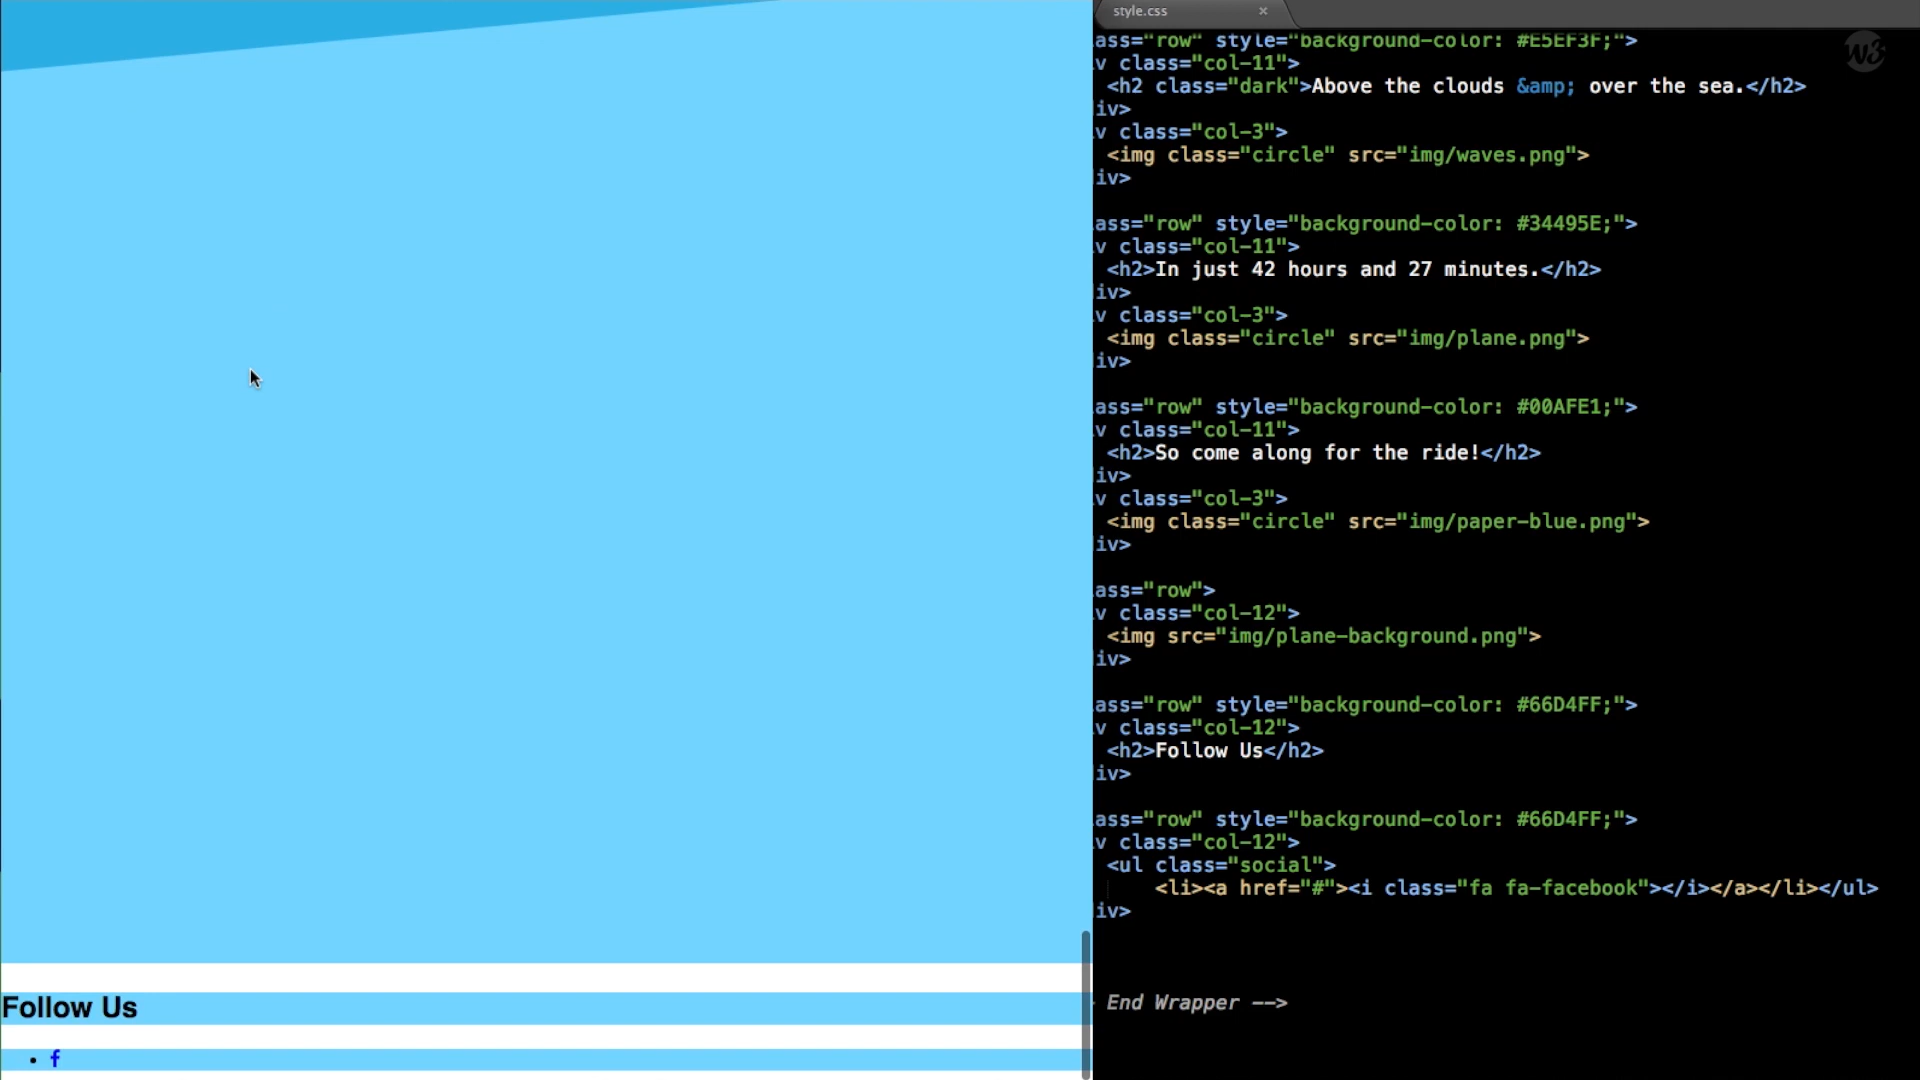 style.css ×
ass="row" style="background-color: #E5EF3F;">
v class="col-11">
<h2 class="dark">Above the clouds &amp; over the sea.</h2>
iv>
v class="col-3">
<img class="circle" src="img/waves.png">
iv>
ass="row" style="background-color: #34495E;">
v class="col-11">
<h2>In just 42 hours and 27 minutes.</h2>
iv>
v class="col-3">
<img class="circle" src="img/plane.png">
iv>
ass="row" style="background-color: #00AFE1;">
v class="col-11">
<h2>So come along for the ride!</h2>
iv>
v class="col-3">
<img class="circle" src="img/paper-blue.png">
iv>
ass="row">
v class="col-12">
<img src="img/plane-background.png">
iv>
ass="row" style="background-color: #66D4FF;">
v class="col-12">
<h2>Follow Us</h2>
iv>
ass="row" style="background-color: #66D4FF;">
v class="col-12">
<ul class="social">
<li><a href="#"><i class="fa fa-facebook"></i></a></li></ul>
iv>
End Wrapper -->
Follow Us
• f
W3